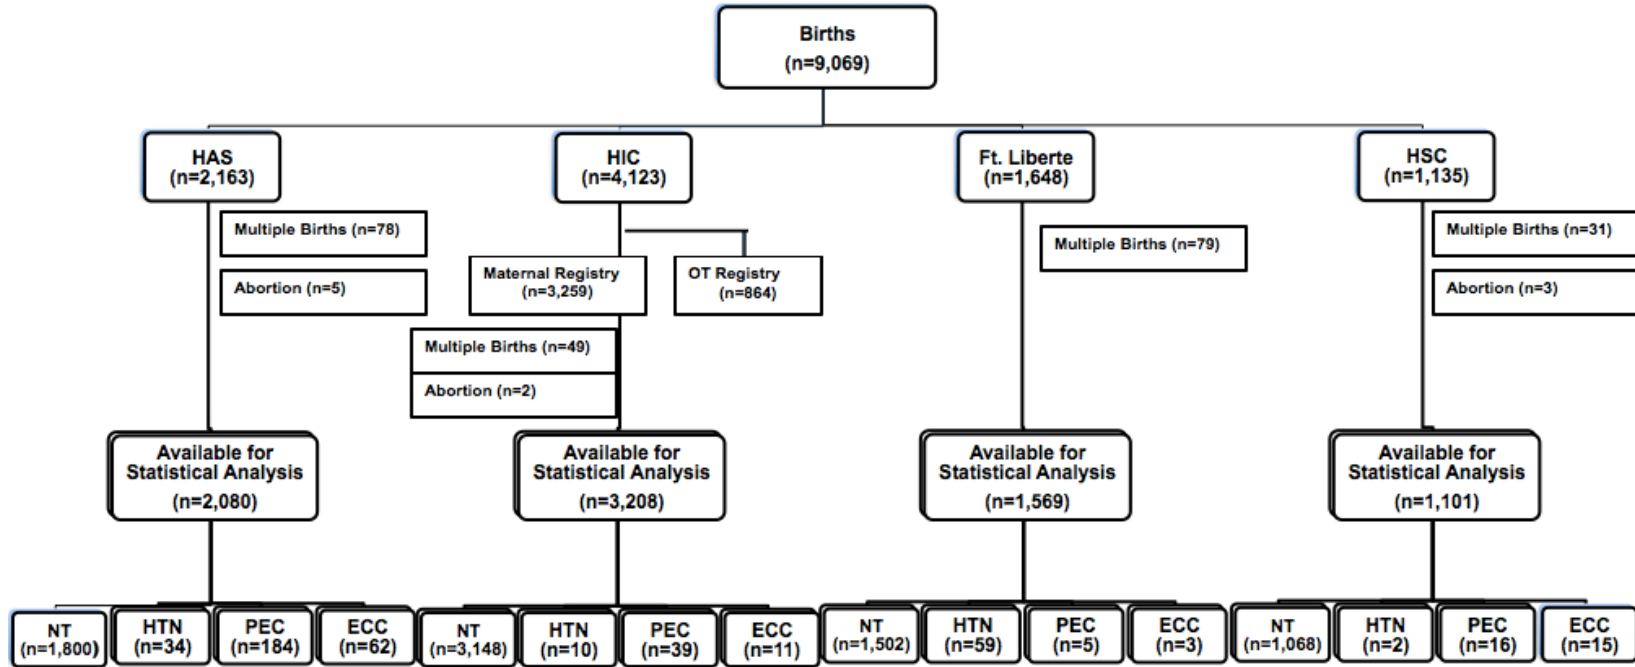 Births
(n=9,069)
HAS
(n=2,163)
HIC
(n=4,123)
Ft. Liberte
(n=1,648)
HSC
(n=1,135)
Multiple Births (n=78)
Abortion (n=5)
Maternal Registry
(n=3,259)
OT Registry
(n=864)
Multiple Births (n=49)
Abortion (n=2)
Multiple Births (n=79)
Multiple Births (n=31)
Abortion (n=3)
Available for
Statistical Analysis
(n=2,080)
Available for
Statistical Analysis
(n=3,208)
Available for
Statistical Analysis
(n=1,569)
Available for
Statistical Analysis
(n=1,101)
NT
(n=1,800)
HTN
(n=34)
PEC
(n=184)
ECC
(n=62)
NT
(n=3,148)
HTN
(n=10)
PEC
(n=39)
ECC
(n=11)
NT
(n=1,502)
HTN
(n=59)
PEC
(n=5)
ECC
(n=3)
NT
(n=1,068)
HTN
(n=2)
PEC
(n=16)
ECC
(n=15)